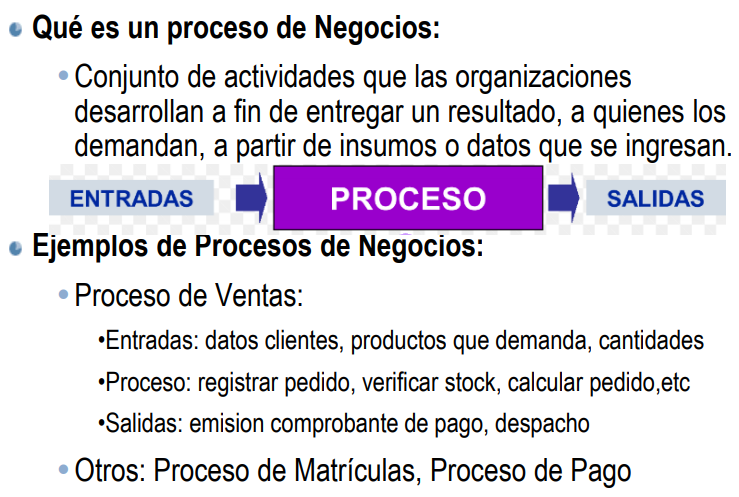 Qué es un proceso de Negocios:
Conjunto de actividades que las organizaciones
desarrollan a fin de entregar un resultado, a quienes los
demandan, a partir de insumos o datos que se ingresan.
ENTRADAS PROCESO SALIDAS
Ejemplos de Procesos de Negocios:
Proceso de Ventas:
•Entradas: datos clientes, productos que demanda, cantidades
•Proceso: registrar pedido, verificar stock, calcular pedido,etc
•Salidas: emision comprobante de pago, despacho
Otros: Proceso de Matrículas, Proceso de Pago